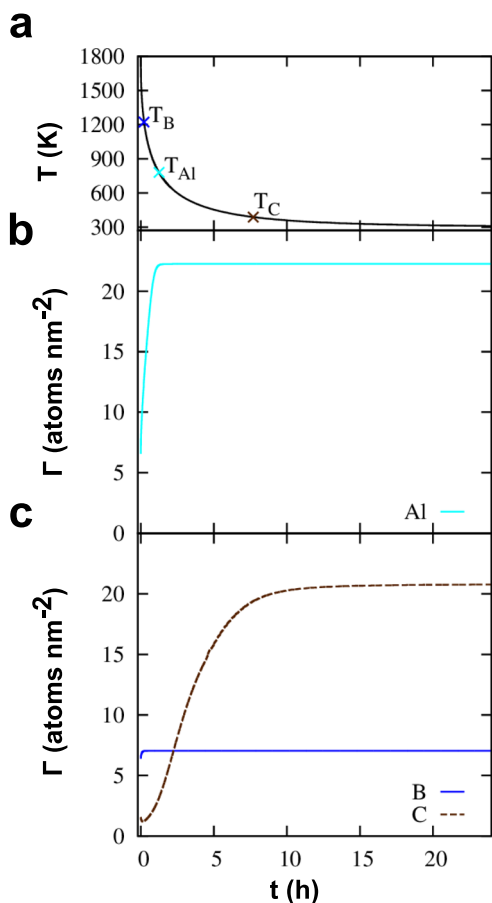 a
1800
1500
1200
900
600
300
T (K)
T_B
T_Al
T_C
b
20
15
10
5
0
Γ (atoms nm⁻²)
Al
c
20
15
10
5
0
Γ (atoms nm⁻²)
B
C
0 5 10 15 20
t (h)